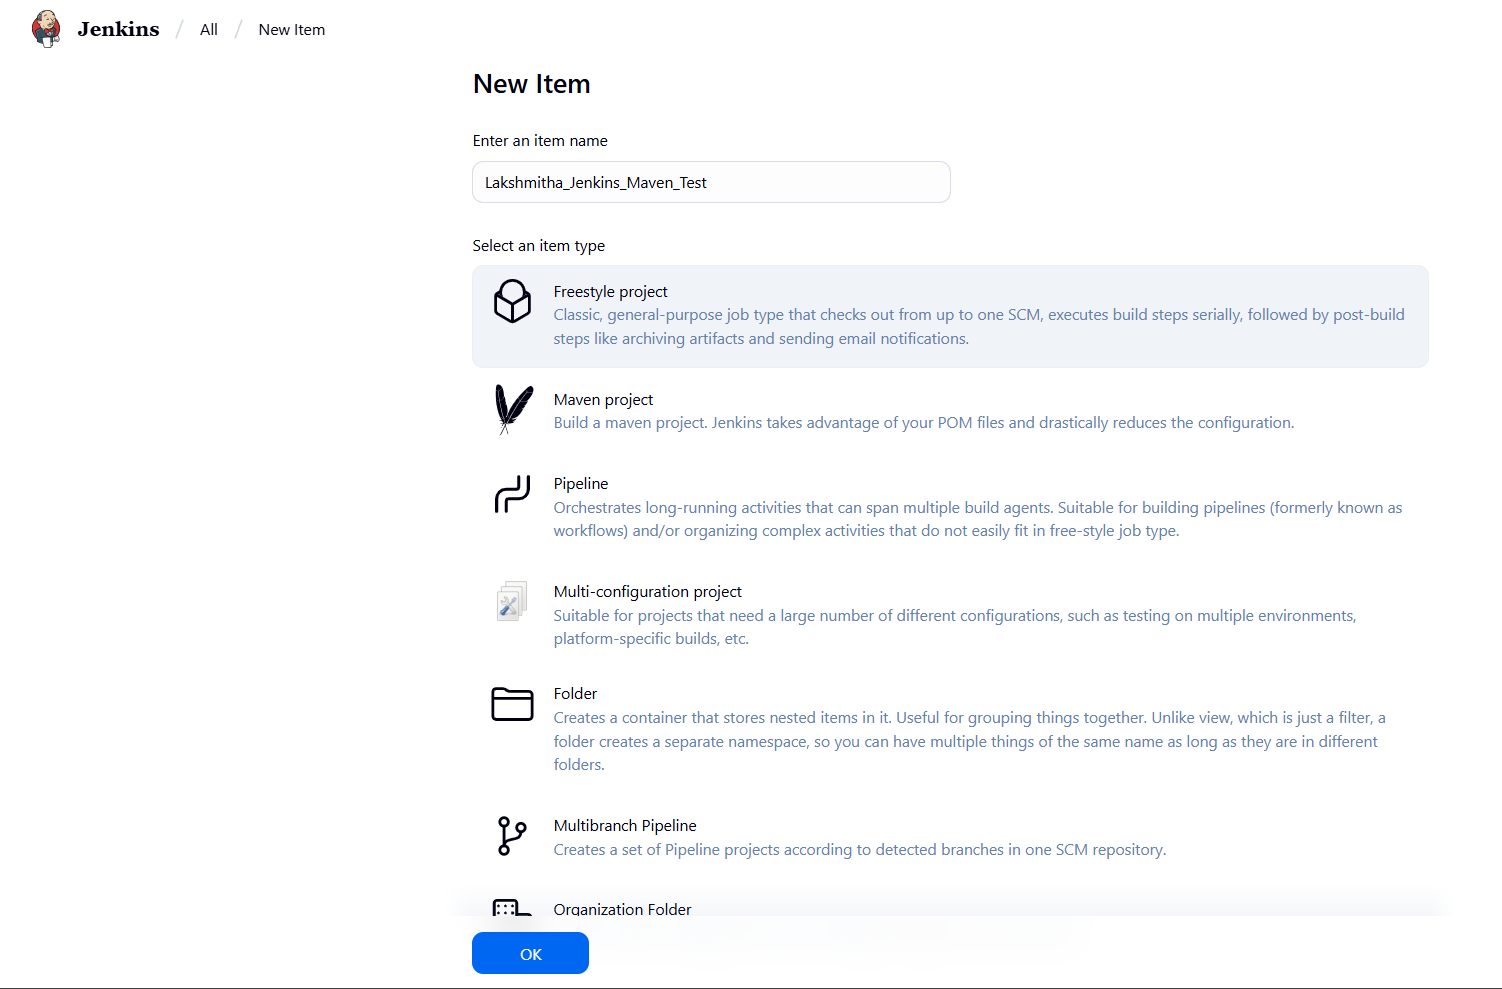 Jenkins / All / New Item
New Item
Enter an item name
Lakshmitha_Jenkins_Maven_Test
Select an item type
Freestyle project
Classic, general-purpose job type that checks out from up to one SCM, executes build steps serially, followed by post-build
steps like archiving artifacts and sending email notifications.
Maven project
Build a maven project. Jenkins takes advantage of your POM files and drastically reduces the configuration.
Pipeline
Orchestrates long-running activities that can span multiple build agents. Suitable for building pipelines (formerly known as
workflows) and/or organizing complex activities that do not easily fit in free-style job type.
Multi-configuration project
Suitable for projects that need a large number of different configurations, such as testing on multiple environments,
platform-specific builds, etc.
Folder
Creates a container that stores nested items in it. Useful for grouping things together. Unlike view, which is just a filter, a
folder creates a separate namespace, so you can have multiple things of the same name as long as they are in different
folders.
Multibranch Pipeline
Creates a set of Pipeline projects according to detected branches in one SCM repository.
Organization Folder
OK